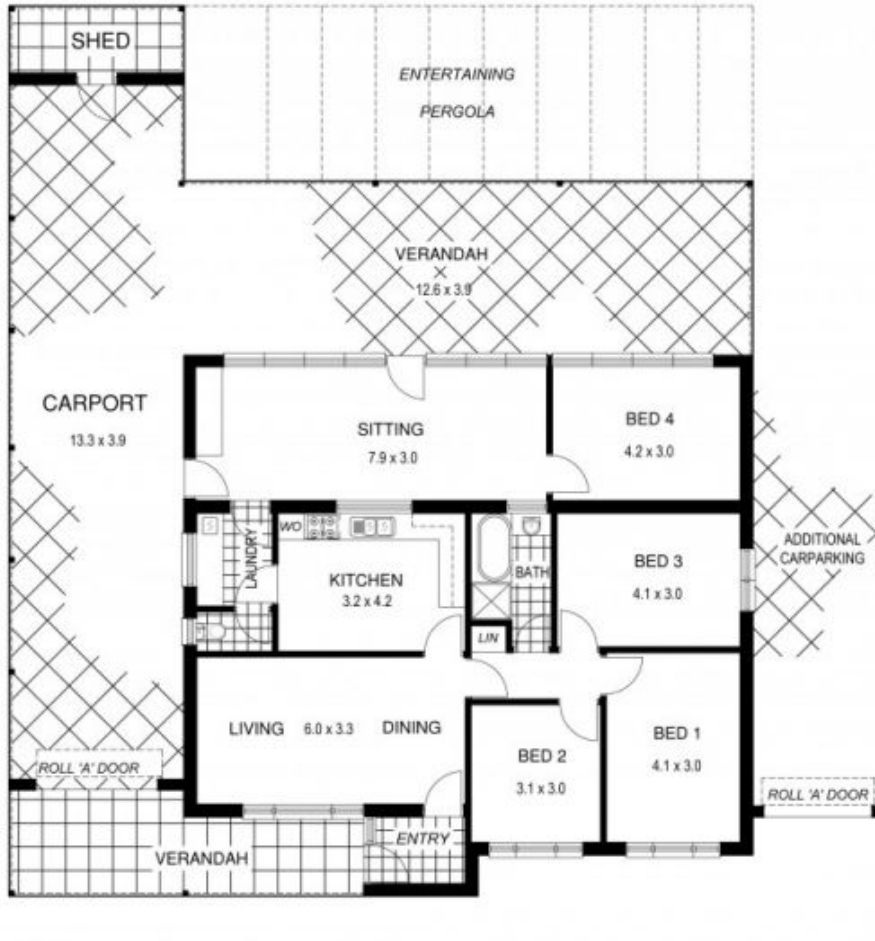 SHED
ENTERTAINING
PERGOLA
VERANDAH
12.6 x 3.9
CARPORT
13.3 x 3.9
SITTING
7.9 x 3.0
BED 4
4.2 x 3.0
WO
LAUNDRY
KITCHEN
3.2 x 4.2
BATH
BED 3
4.1 x 3.0
ADDITIONAL
CARPARKING
LIN
LIVING 6.0 x 3.3 DINING
BED 2
3.1 x 3.0
BED 1
4.1 x 3.0
ROLL 'A' DOOR
ROLL 'A' DOOR
ENTRY
VERANDAH